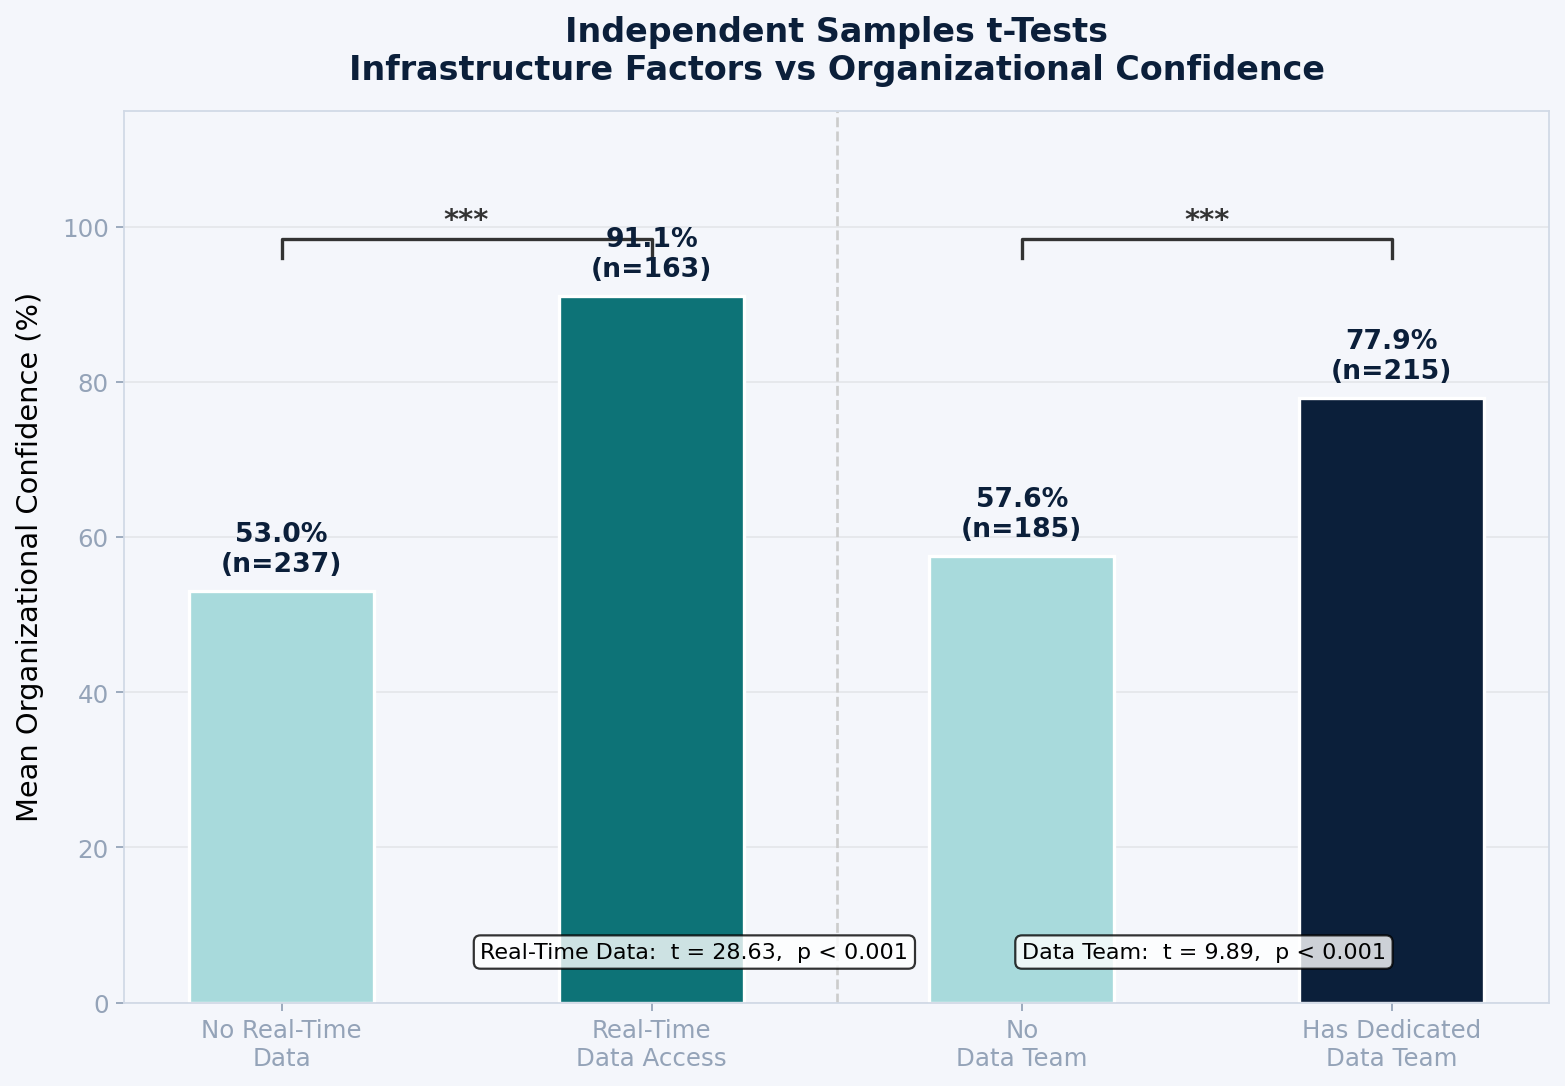 Independent Samples t-Tests
Infrastructure Factors vs Organizational Confidence
Mean Organizational Confidence (%)
100
80
60
40
20
0
***
***
53.0%
(n=237)
91.1%
(n=163)
57.6%
(n=185)
77.9%
(n=215)
Real-Time Data:  t = 28.63,  p < 0.001
Data Team:  t = 9.89,  p < 0.001
No Real-Time
Data
Real-Time
Data Access
No
Data Team
Has Dedicated
Data Team